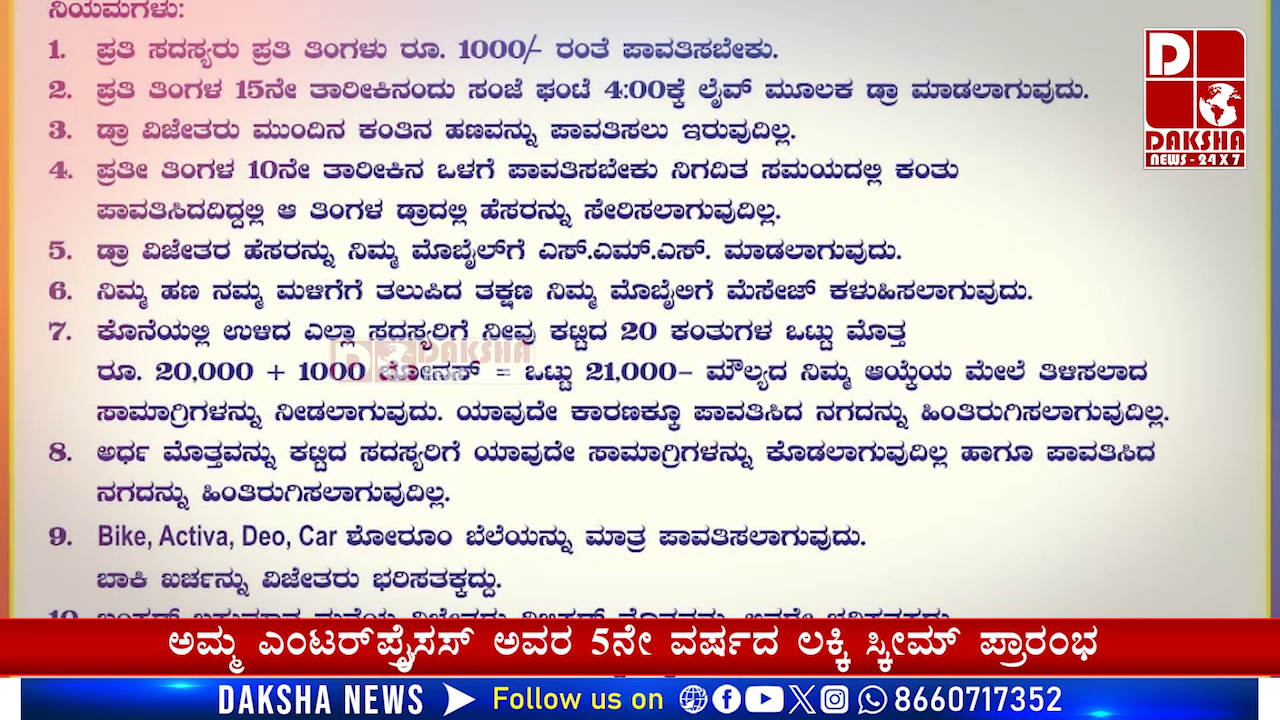 ನಿಯಮಗಳು:
1. ಪ್ರತಿ ಸದಸ್ಯರು ಪ್ರತಿ ತಿಂಗಳು ರೂ. 1000/- ರಂತೆ ಪಾವತಿಸಬೇಕು.
2. ಪ್ರತಿ ತಿಂಗಳ 15ನೇ ತಾರೀಕಿನಂದು ಸಂಜೆ ಘಂಟೆ 4:00ಕ್ಕೆ ಲೈವ್ ಮೂಲಕ ಡ್ರಾ ಮಾಡಲಾಗುವುದು.
3. ಡ್ರಾ ವಿಜೇತರು ಮುಂದಿನ ಕಂತಿನ ಹಣವನ್ನು ಪಾವತಿಸಲು ಇರುವುದಿಲ್ಲ.
4. ಪ್ರತೀ ತಿಂಗಳ 10ನೇ ತಾರೀಕಿನ ಒಳಗೆ ಪಾವತಿಸಬೇಕು ನಿಗದಿತ ಸಮಯದಲ್ಲಿ ಕಂತು
ಪಾವತಿಸಿದದಿದ್ದಲ್ಲಿ ಆ ತಿಂಗಳ ಡ್ರಾದಲ್ಲಿ ಹೆಸರನ್ನು ಸೇರಿಸಲಾಗುವುದಿಲ್ಲ.
5. ಡ್ರಾ ವಿಜೇತರ ಹೆಸರನ್ನು ನಿಮ್ಮ ಮೊಬೈಲ್‌ಗೆ ಎಸ್.ಎಮ್.ಎಸ್. ಮಾಡಲಾಗುವುದು.
6. ನಿಮ್ಮ ಹಣ ನಮ್ಮ ಮಳಿಗೆಗೆ ತಲುಪಿದ ತಕ್ಷಣ ನಿಮ್ಮ ಮೊಬೈಲಿಗೆ ಮೆಸೇಜ್ ಕಳುಹಿಸಲಾಗುವುದು.
7. ಕೊನೆಯಲ್ಲಿ ಉಳಿದ ಎಲ್ಲಾ ಸದಸ್ಯರಿಗೆ ನೀವು ಕಟ್ಟಿದ 20 ಕಂತುಗಳ ಒಟ್ಟು ಮೊತ್ತ
ರೂ. 20,000 + 1000 ಬೋನಸ್ = ಒಟ್ಟು 21,000- ಮೌಲ್ಯದ ನಿಮ್ಮ ಆಯ್ಕೆಯ ಮೇಲೆ ತಿಳಿಸಲಾದ
ಸಾಮಾಗ್ರಿಗಳನ್ನು ನೀಡಲಾಗುವುದು. ಯಾವುದೇ ಕಾರಣಕ್ಕೂ ಪಾವತಿಸಿದ ನಗದನ್ನು ಹಿಂತಿರುಗಿಸಲಾಗುವುದಿಲ್ಲ.
8. ಅರ್ಧ ಮೊತ್ತವನ್ನು ಕಟ್ಟಿದ ಸದಸ್ಯರಿಗೆ ಯಾವುದೇ ಸಾಮಾಗ್ರಿಗಳನ್ನು ಕೊಡಲಾಗುವುದಿಲ್ಲ ಹಾಗೂ ಪಾವತಿಸಿದ
ನಗದನ್ನು ಹಿಂತಿರುಗಿಸಲಾಗುವುದಿಲ್ಲ.
9. Bike, Activa, Deo, Car ಶೋರೂಂ ಬೆಲೆಯನ್ನು ಮಾತ್ರ ಪಾವತಿಸಲಾಗುವುದು.
ಬಾಕಿ ಖರ್ಚನ್ನು ವಿಜೇತರು ಭರಿಸತಕ್ಕದ್ದು.
D
DAKSHA
NEWS - 24 X 7
DAKSHA
ಅಮ್ಮ ಎಂಟರ್‌ಪ್ರೈಸಸ್ ಅವರ 5ನೇ ವರ್ಷದ ಲಕ್ಕಿ ಸ್ಕೀಮ್ ಪ್ರಾರಂಭ
DAKSHA NEWS Follow us on 8660717352